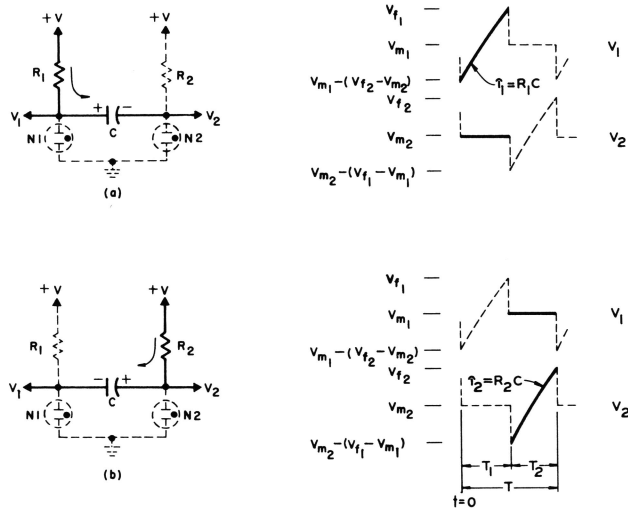 +V +V
R₁ R₂
+ −
V₁ C V₂
N1 N2
(a)
Vf₁
Vm₁ V₁
τ₁=R₁C
Vm₁−(Vf₂−Vm₂)
Vf₂
Vm₂ V₂
Vm₂−(Vf₁−Vm₁)
+V +V
R₁ R₂
− +
V₁ C V₂
N1 N2
(b)
Vf₁
Vm₁ V₁
Vm₁−(Vf₂−Vm₂)
Vf₂
τ₂=R₂C
Vm₂ V₂
Vm₂−(Vf₁−Vm₁)
T₁ T₂
T
t=0